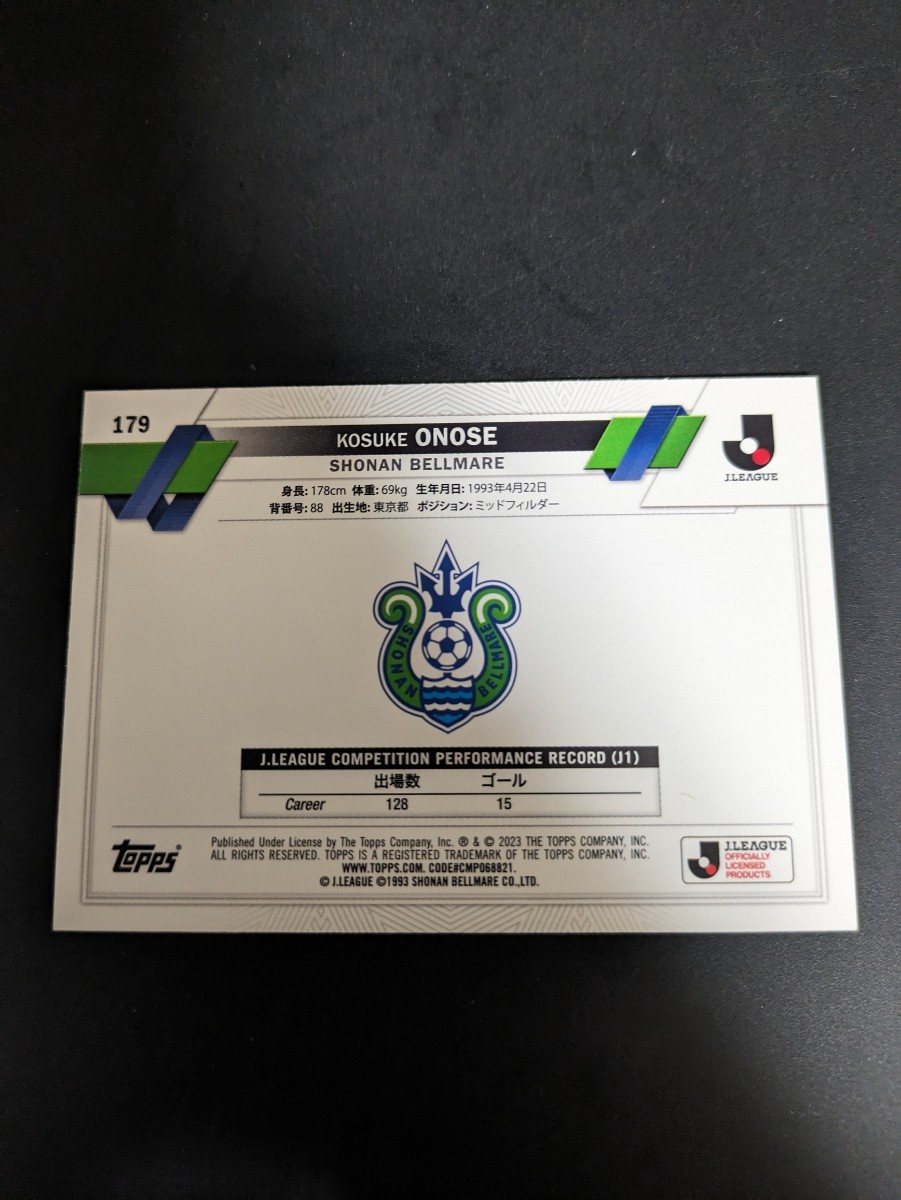 179
KOSUKE ONOSE
SHONAN BELLMARE
J.LEAGUE
身長: 178cm 体重: 69kg 生年月日: 1993年4月22日
背番号: 88 出生地: 東京都 ポジション: ミッドフィルダー
SHONAN BELLMARE
J.LEAGUE COMPETITION PERFORMANCE RECORD (J1)
出場数 ゴール
Career 128 15
Topps®
Published Under License by The Topps Company, Inc. ® & © 2023 THE TOPPS COMPANY, INC.
ALL RIGHTS RESERVED. TOPPS IS A REGISTERED TRADEMARK OF THE TOPPS COMPANY, INC.
WWW.TOPPS.COM. CODE#CMP068821.
© J.LEAGUE ©1993 SHONAN BELLMARE CO.,LTD.
J.LEAGUE
OFFICIALLY
LICENSED
PRODUCTS